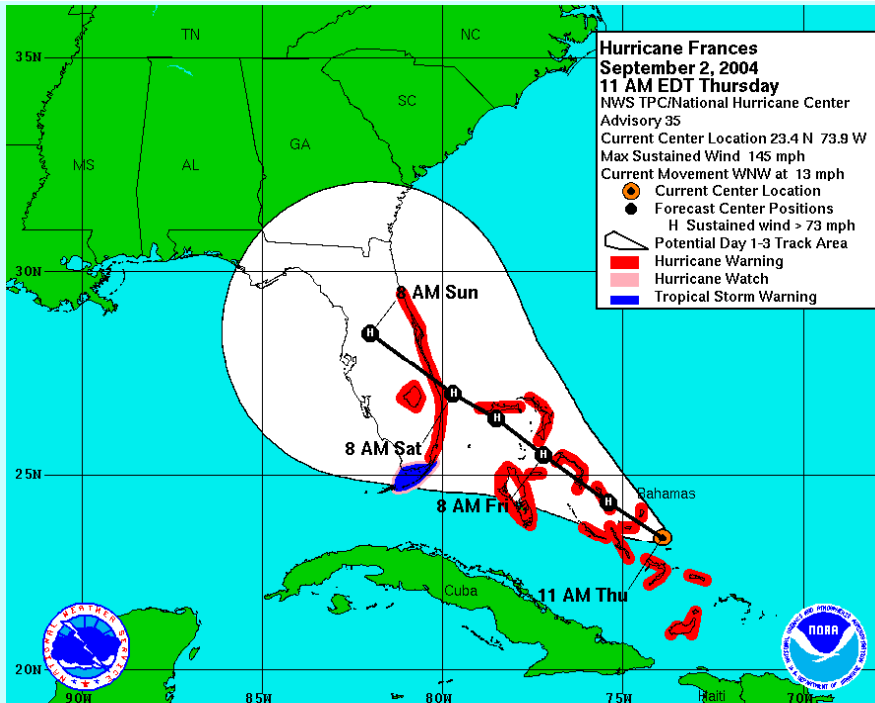 TN
NC
35N
SC
MS
AL
GA
Hurricane Frances
September 2, 2004
11 AM EDT Thursday
NWS TPC/National Hurricane Center
Advisory 35
Current Center Location 23.4 N 73.9 W
Max Sustained Wind 145 mph
Current Movement WNW at 13 mph
Current Center Location
Forecast Center Positions
H Sustained wind > 73 mph
Potential Day 1-3 Track Area
Hurricane Warning
Hurricane Watch
Tropical Storm Warning
30N
8 AM Sun
H
H
H
8 AM Sat
H
25N
H
Bahamas
8 AM Fri
11 AM Thu
Cuba
NATIONAL WEATHER SERVICE
NOAA
20N
90W
85W
80W
75W
70W
Haiti